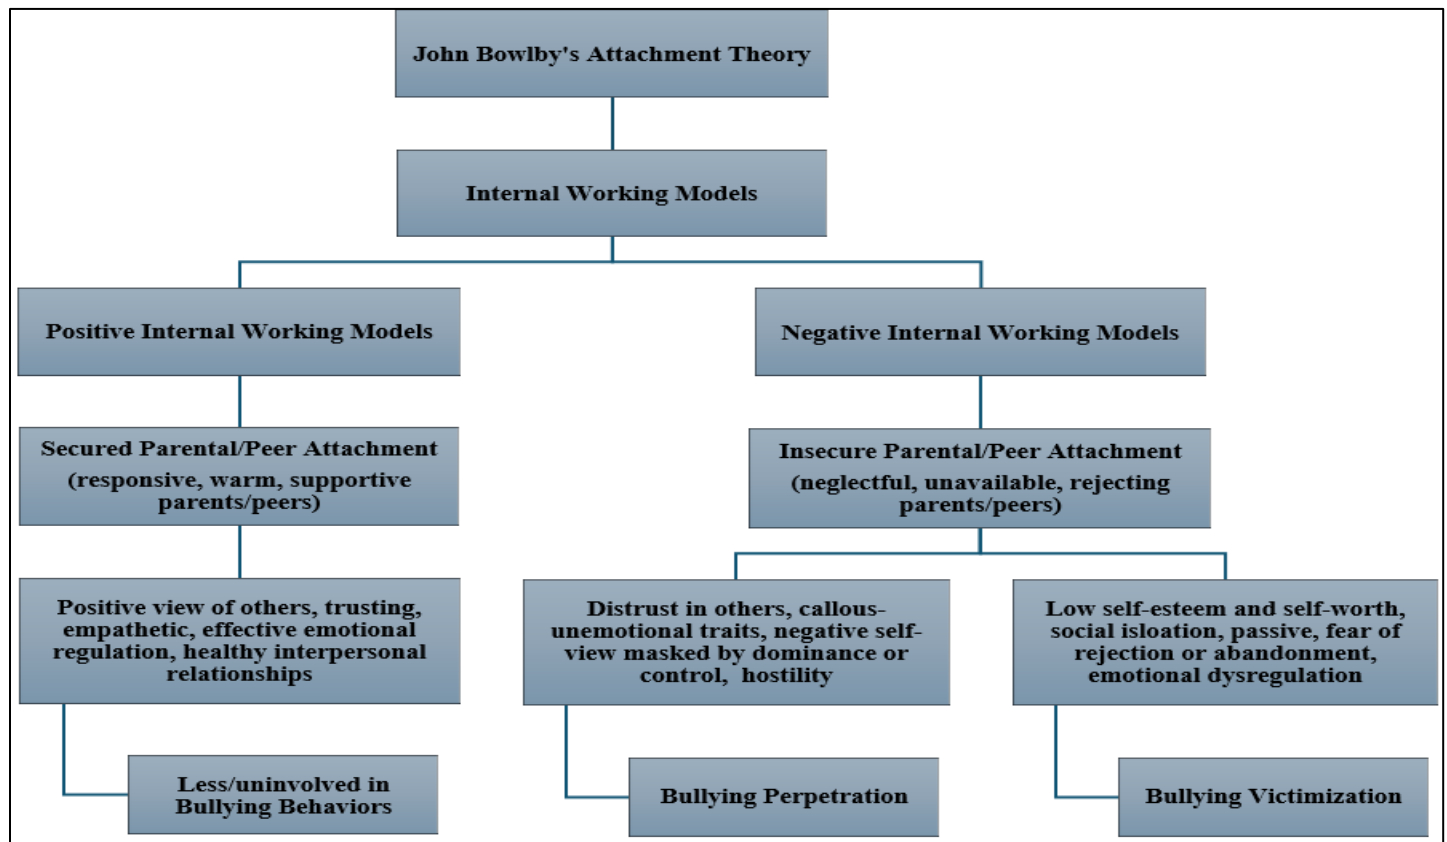 John Bowlby's Attachment Theory
Internal Working Models
Positive Internal Working Models
Negative Internal Working Models
Secured Parental/Peer Attachment
(responsive, warm, supportive
parents/peers)
Insecure Parental/Peer Attachment
(neglectful, unavailable, rejecting
parents/peers)
Positive view of others, trusting,
empathetic, effective emotional
regulation, healthy interpersonal
relationships
Distrust in others, callous-
unemotional traits, negative self-
view masked by dominance or
control, hostility
Low self-esteem and self-worth,
social isloation, passive, fear of
rejection or abandonment,
emotional dysregulation
Less/uninvolved in
Bullying Behaviors
Bullying Perpetration
Bullying Victimization